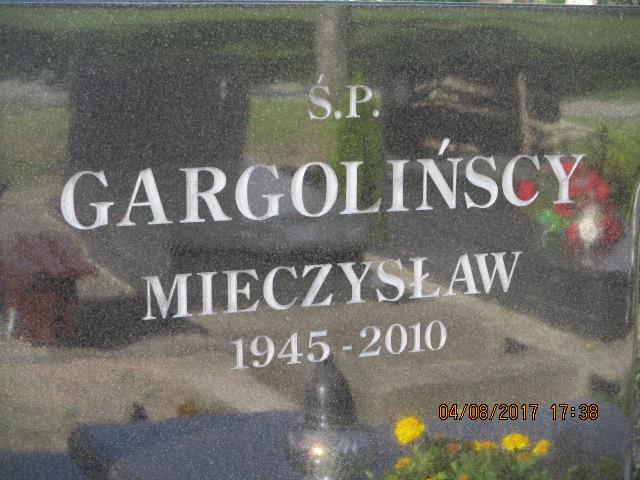 Ś.P.
GARGOLIŃSCY
MIECZYSŁAW
1945-2010
04/08/2017 17:38